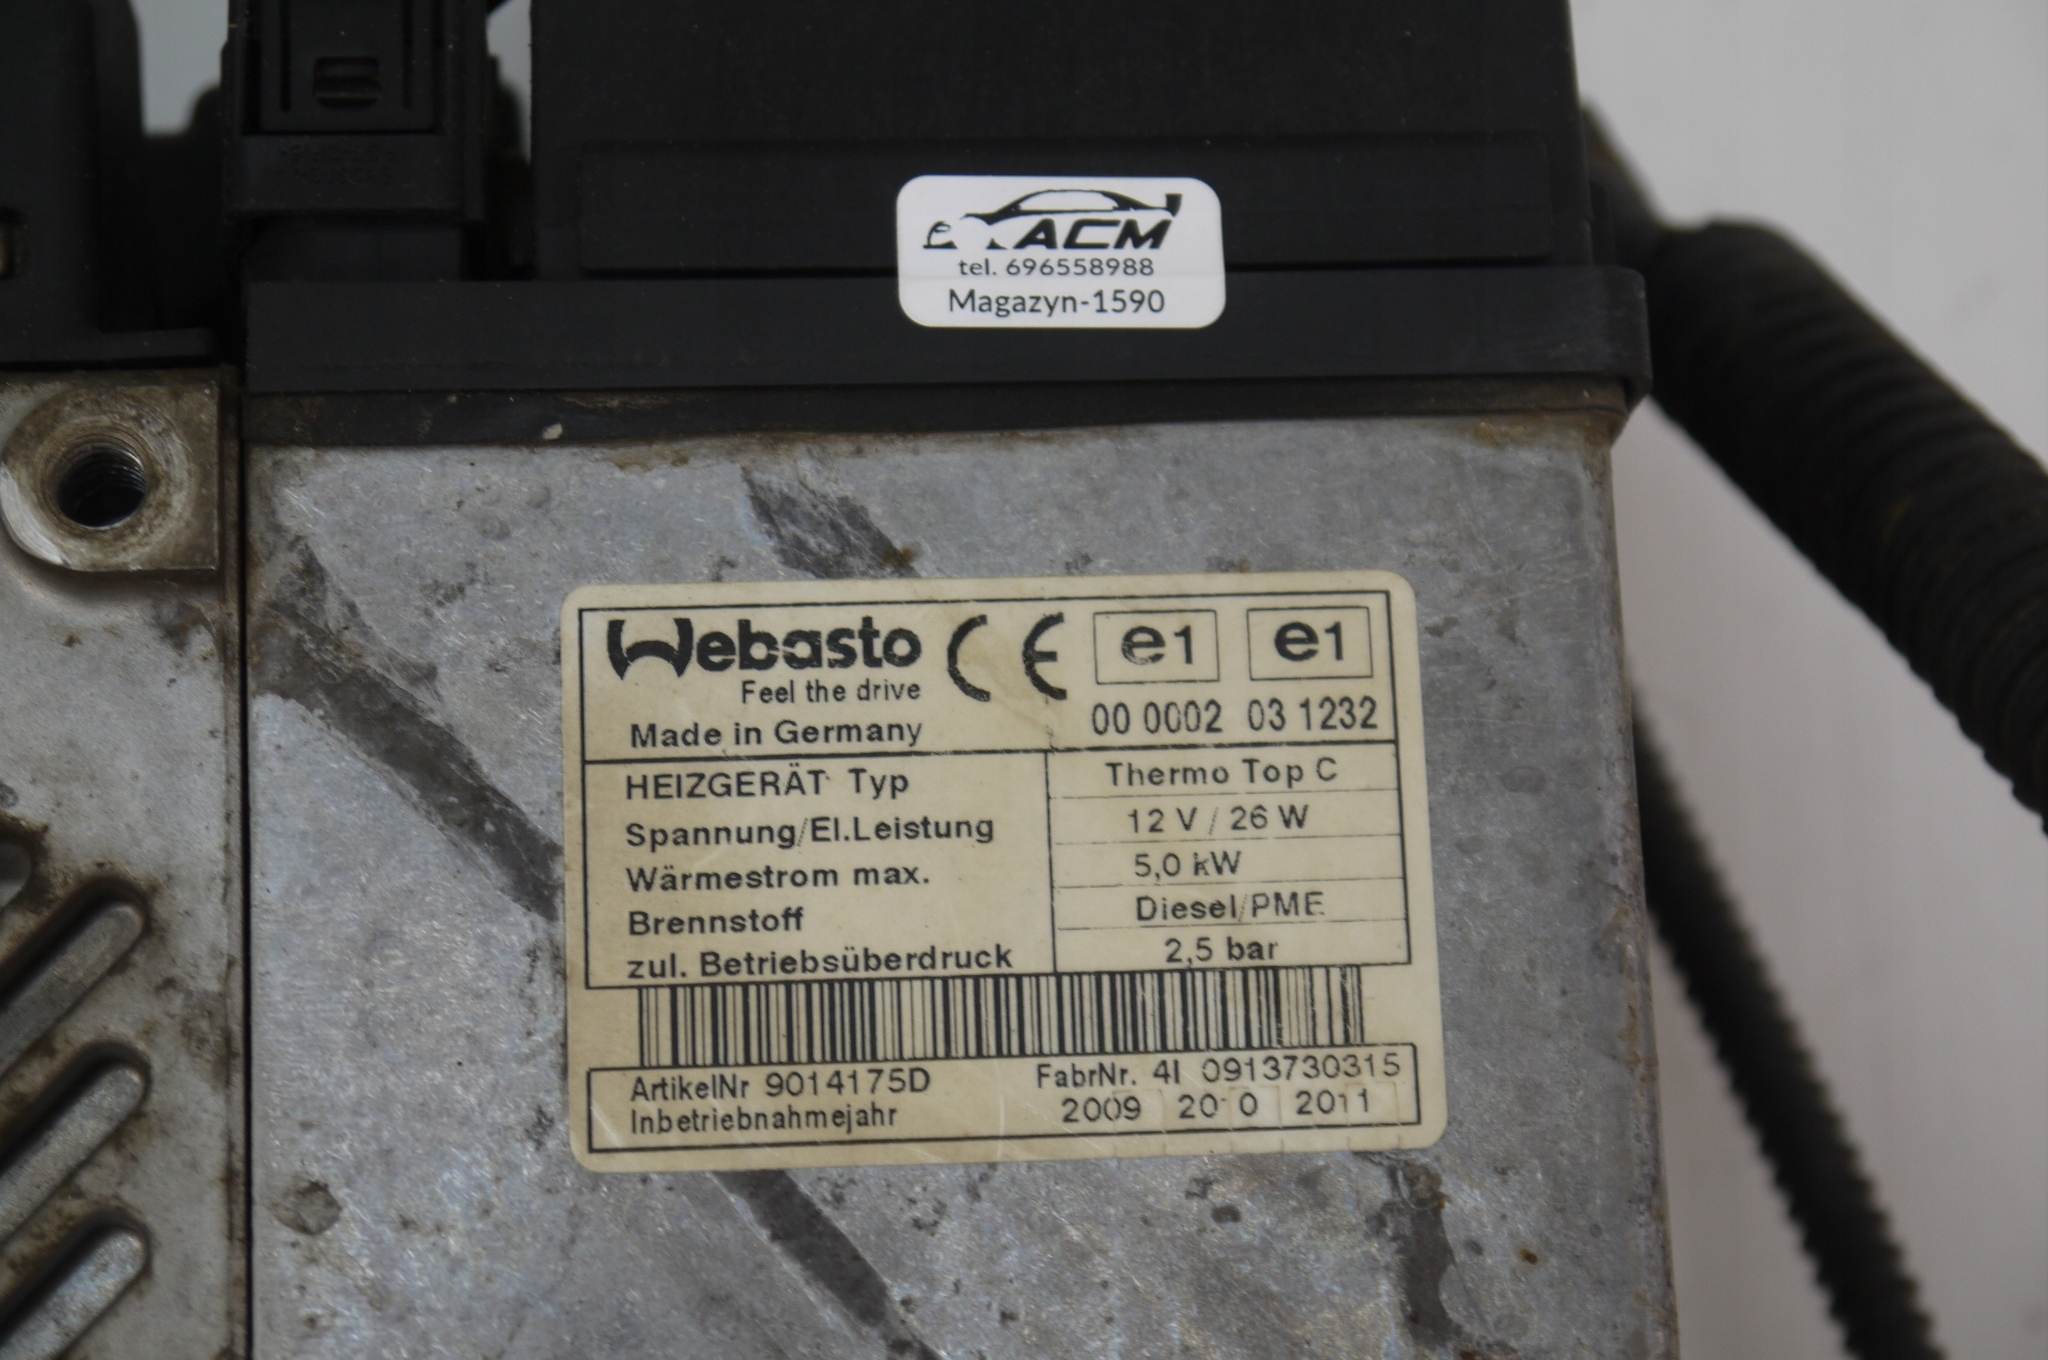 ACM
tel. 696558988
Magazyn-1590
Webasto CE e1 e1
Feel the drive
Made in Germany 00 0002 03 1232
HEIZGERÄT Typ Thermo Top C
Spannung/El.Leistung 12 V / 26 W
Wärmestrom max. 5,0 kW
Brennstoff Diesel/PME
zul. Betriebsüberdruck 2,5 bar
ArtikelNr 9014175D FabrNr. 4I 0913730315
Inbetriebnahmejahr 2009 2010 2011